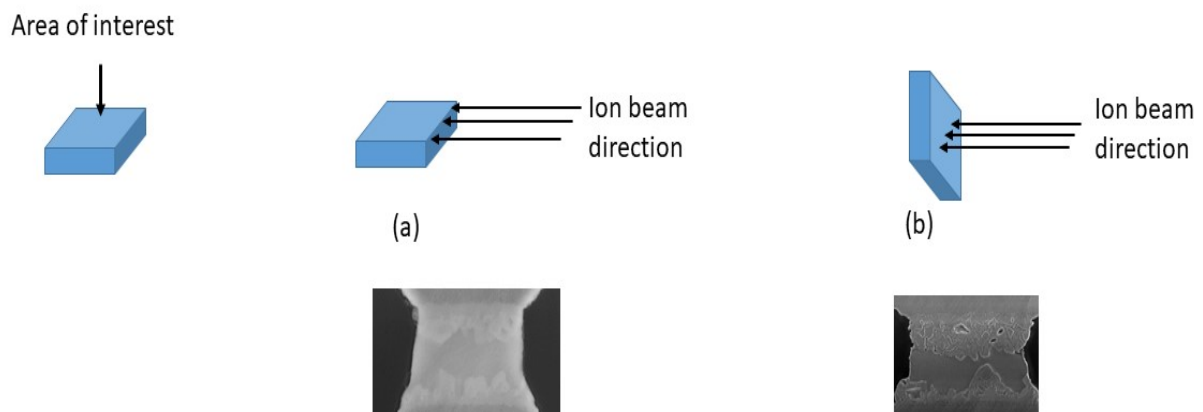 Area of interest
Ion beam
direction
(a)
Ion beam
direction
(b)